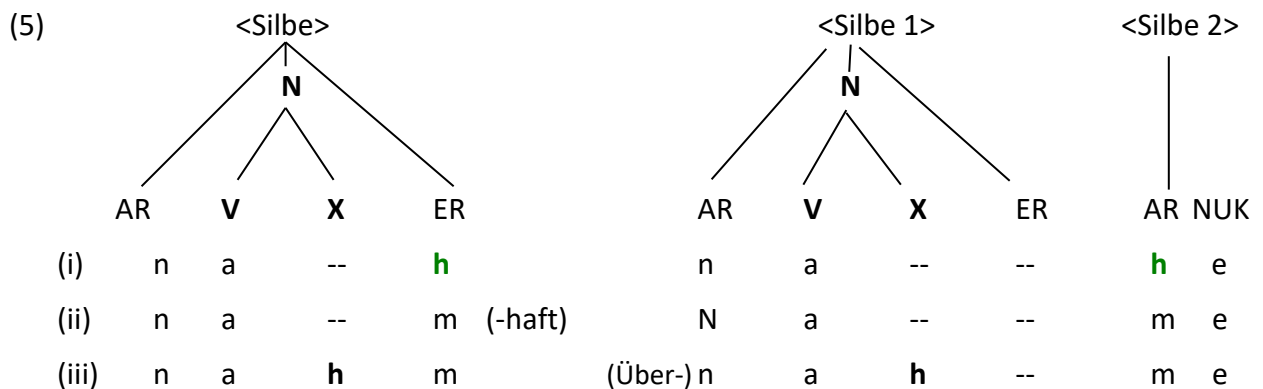 (5) <Silbe> <Silbe 1> <Silbe 2>
N N
AR V X ER AR V X ER AR NUK
(i) n a -- h n a -- -- h e
(ii) n a -- m (-haft) N a -- -- m e
(iii) n a h m (Über-) n a h -- m e